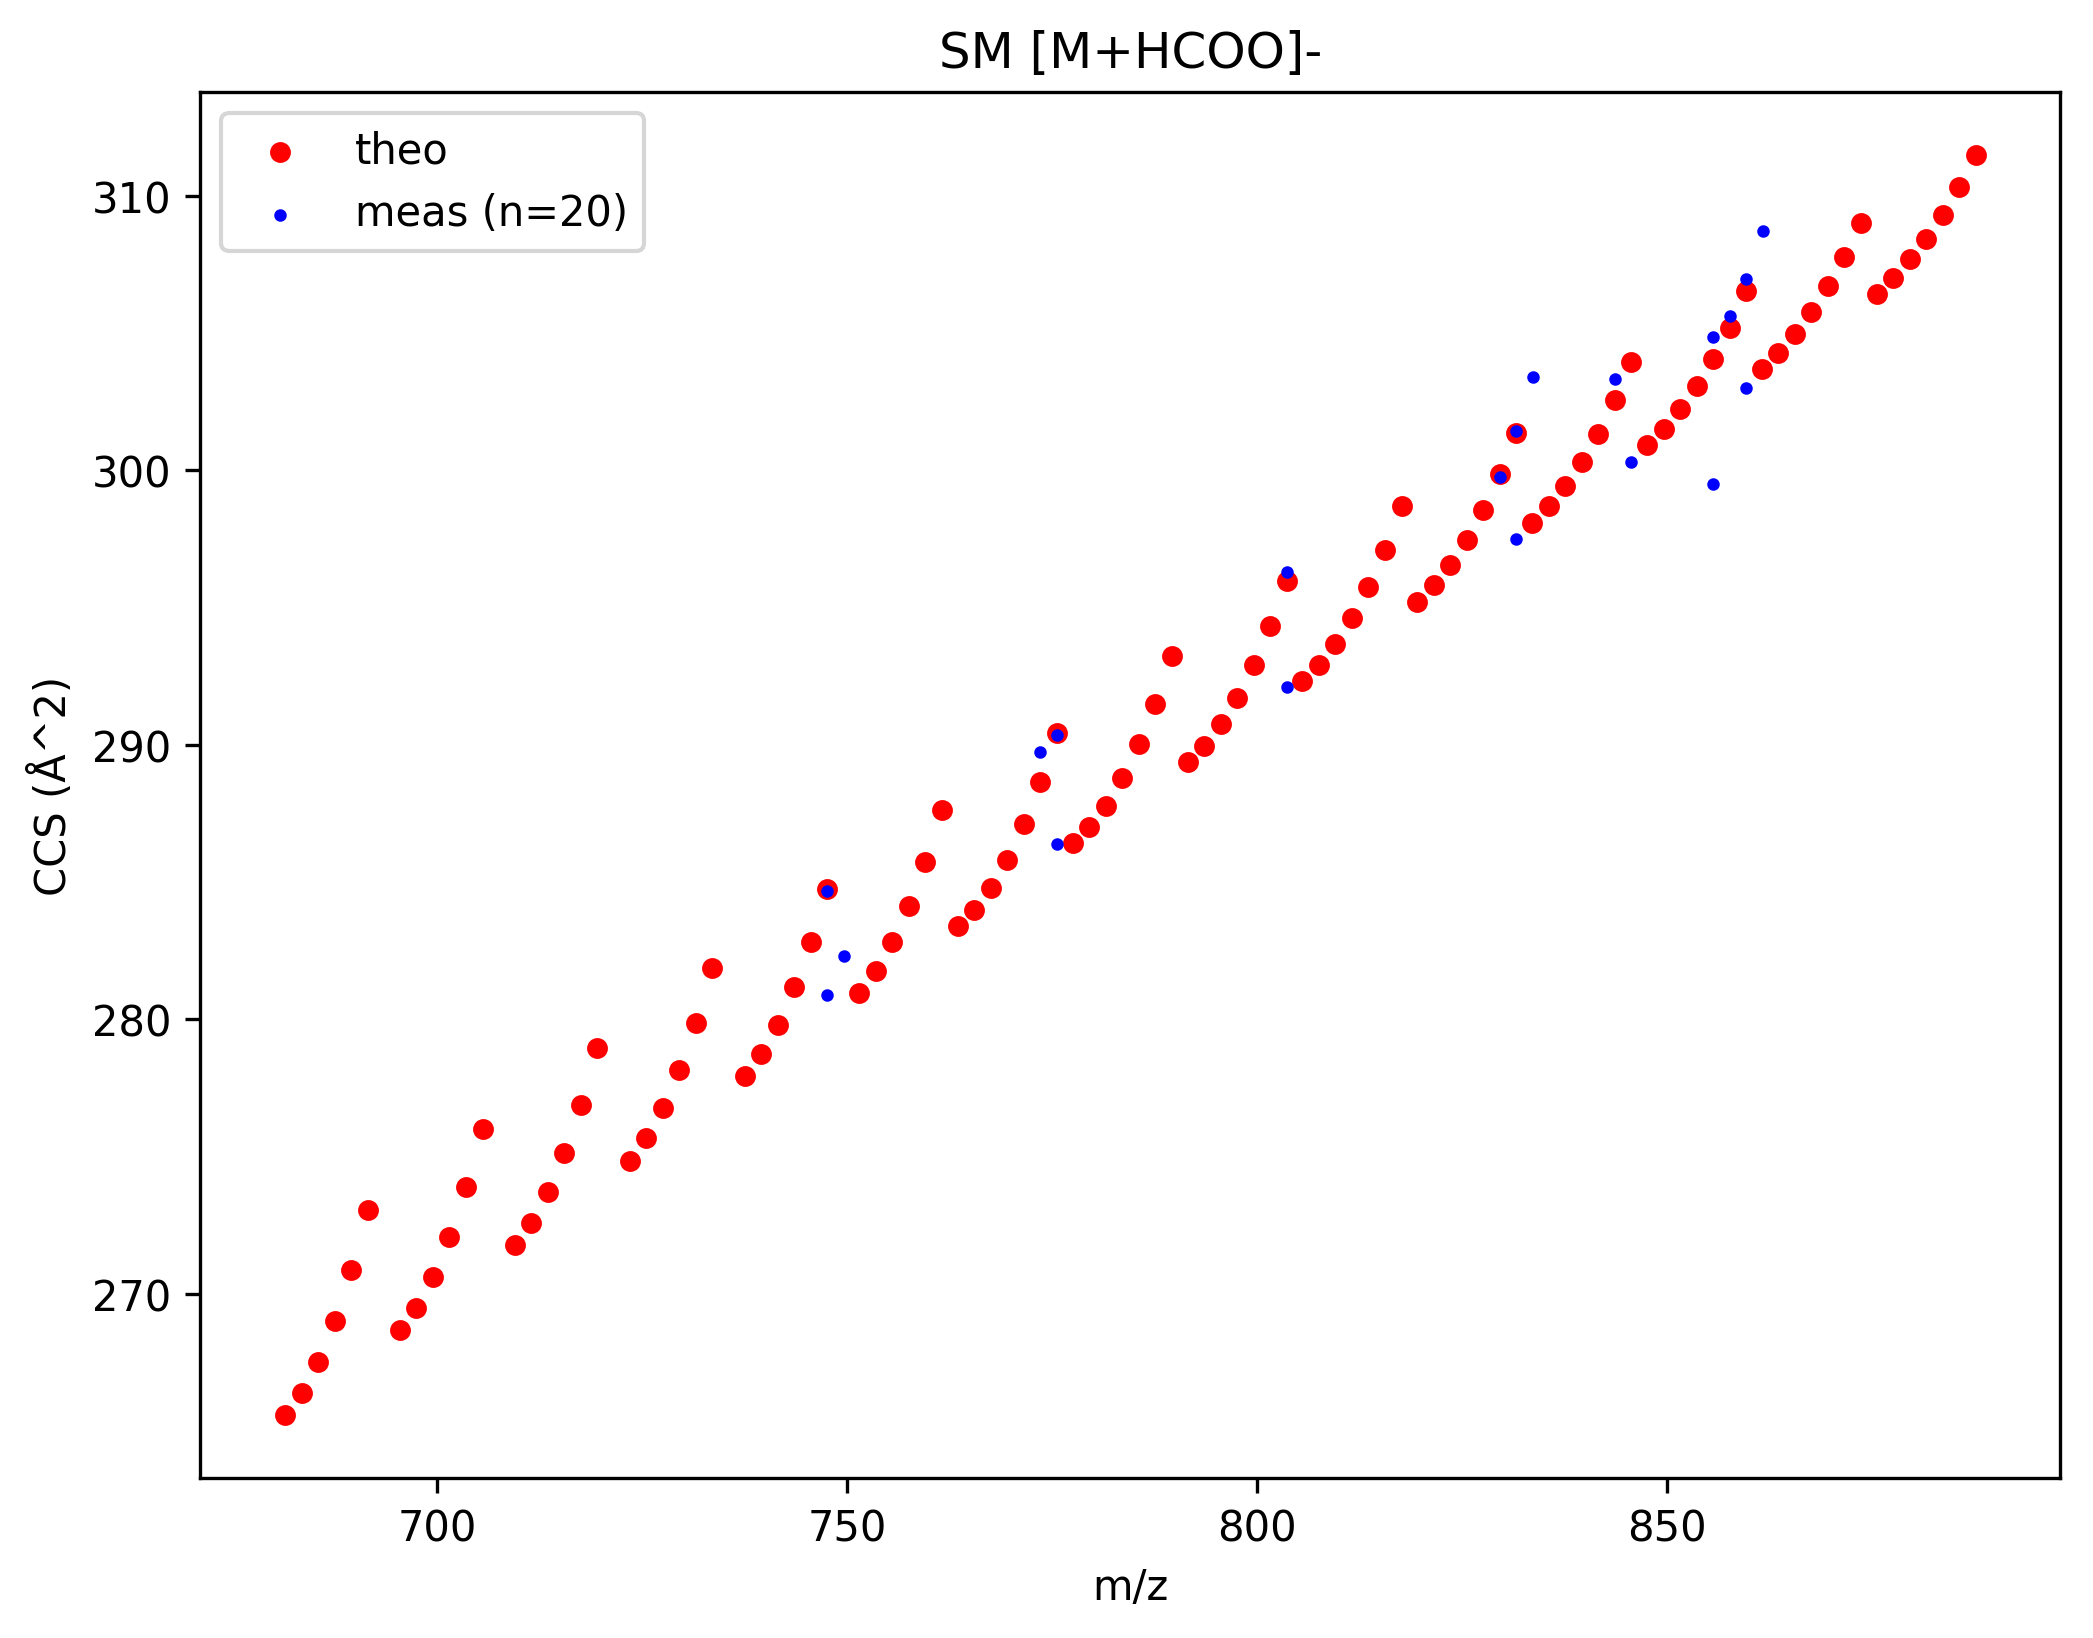 SM [M+HCOO]-
theo
meas (n=20)
310
300
290
280
270
CCS (Å^2)
700 750 800 850
m/z